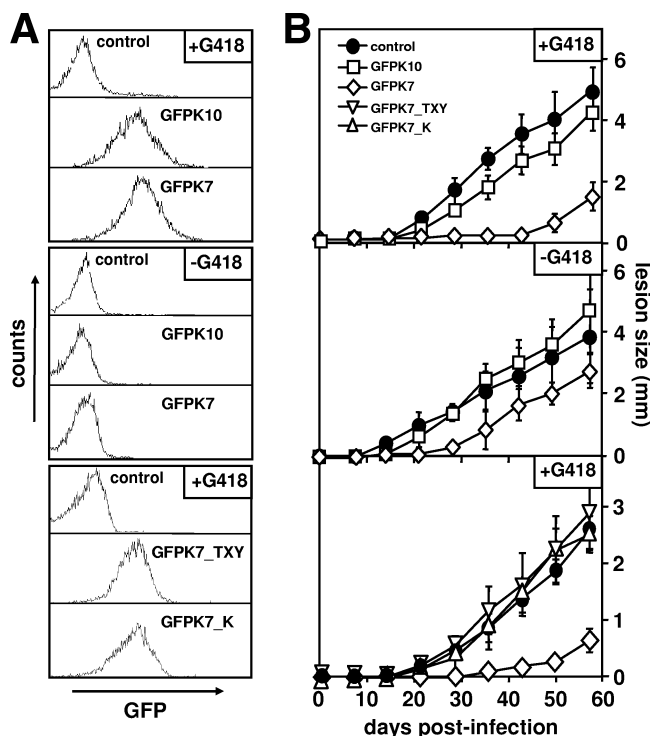 A
control
+G418
GFPK10
GFPK7
control
-G418
GFPK10
GFPK7
control
+G418
GFPK7_TXY
GFPK7_K
counts
GFP
B
+G418
control
GFPK10
GFPK7
GFPK7_TXY
GFPK7_K
6
4
2
0
-G418
6
4
2
0
+G418
3
2
1
0
lesion size (mm)
0 10 20 30 40 50 60
days post-infection